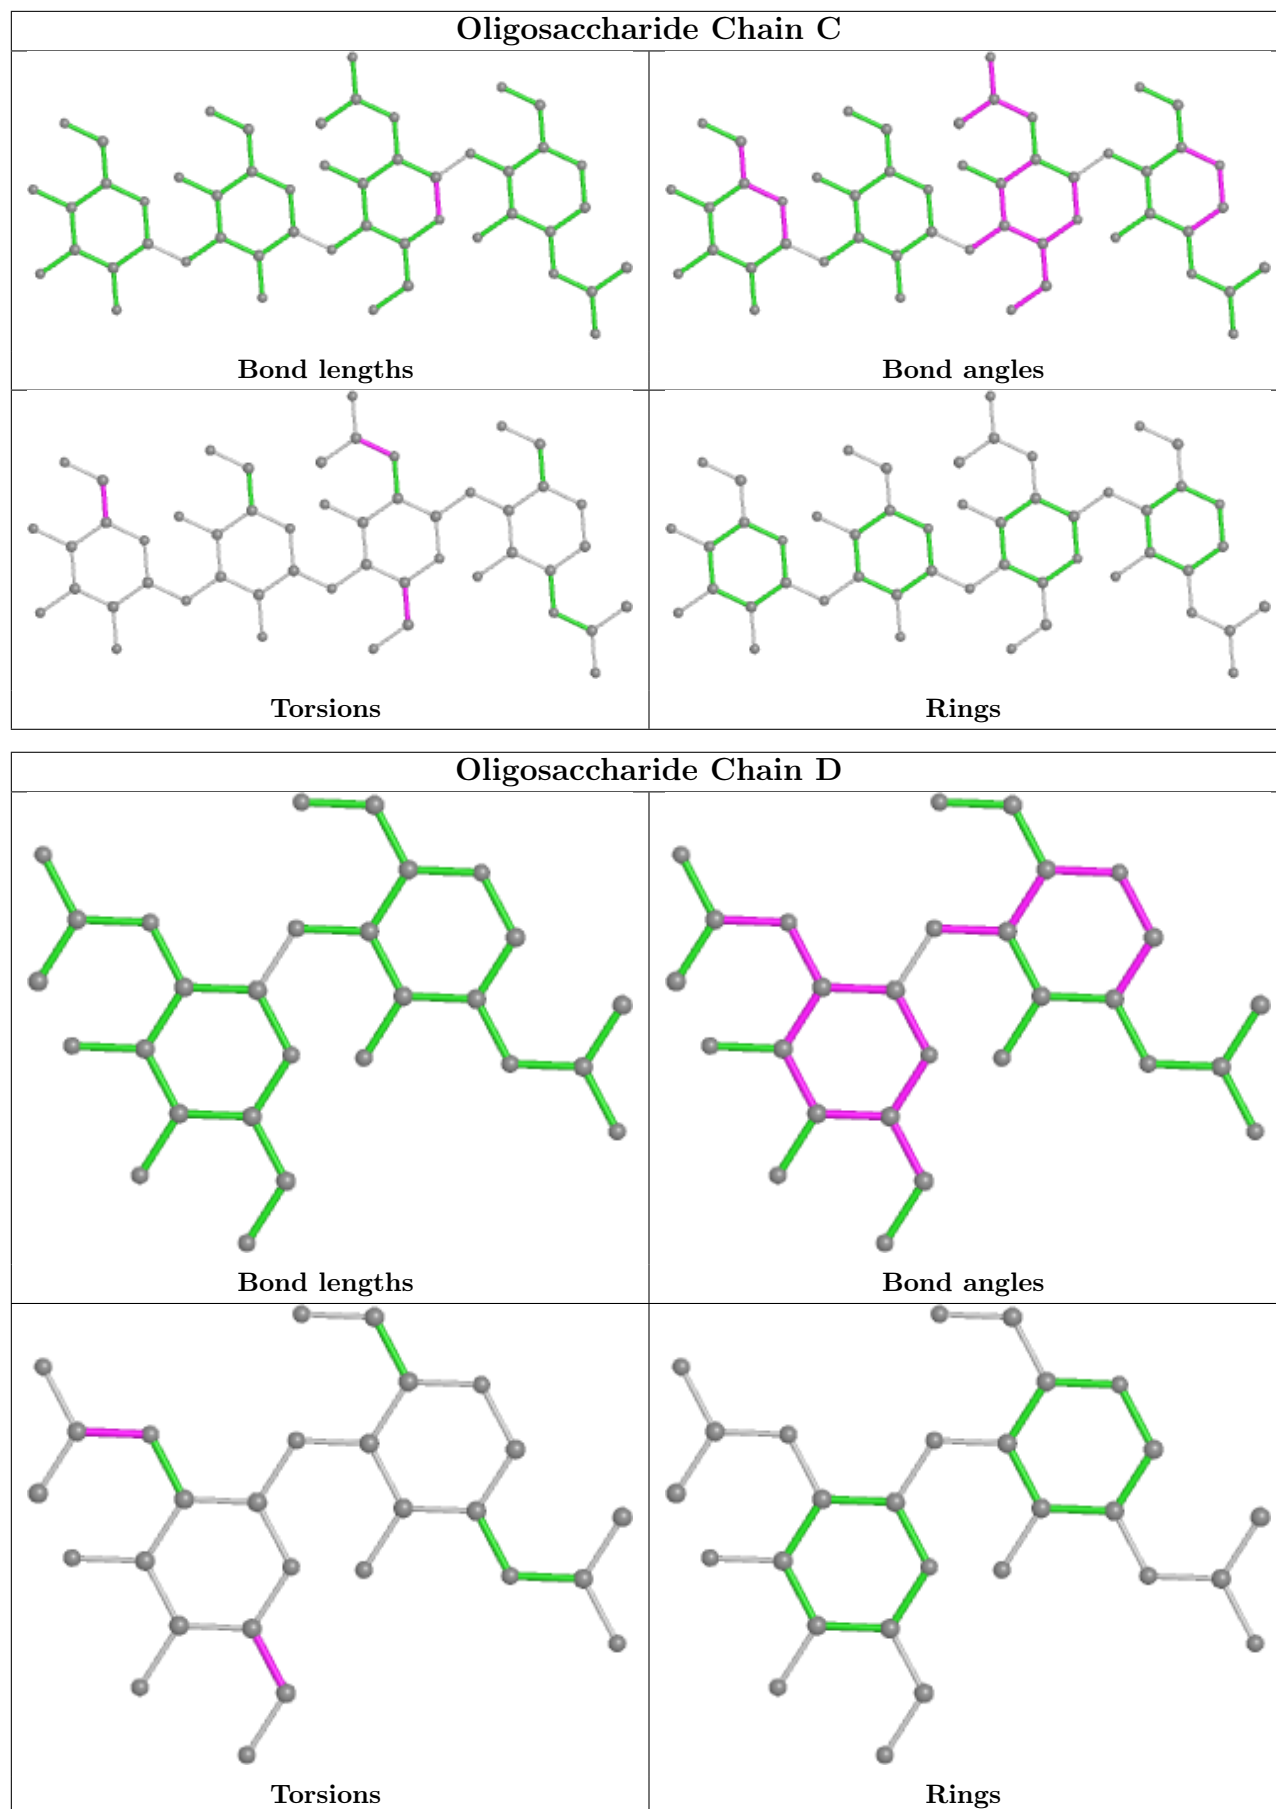 Oligosaccharide Chain C
Bond lengths
Bond angles
Torsions
Rings
Oligosaccharide Chain D
Bond lengths
Bond angles
Torsions
Rings